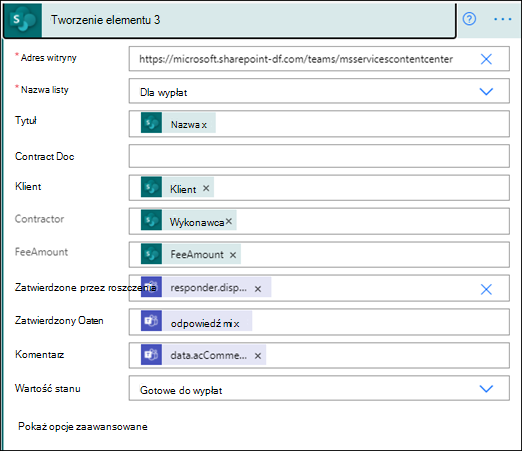 Tworzenie elementu 3
* Adres witryny
https://microsoft.sharepoint-df.com/teams/msservicescontentcenter
* Nazwa listy
Dla wypłat
Tytuł
Nazwa x
Contract Doc
Klient
Klient ×
Contractor
Wykonawca×
FeeAmount
FeeAmount ×
Zatwierdzone przez roszczenia
responder.disp... ×
Zatwierdzony Oaten
odpowiedź mi x
Komentarz
data.acComme... ×
Wartość stanu
Gotowe do wypłat
Pokaż opcje zaawansowane